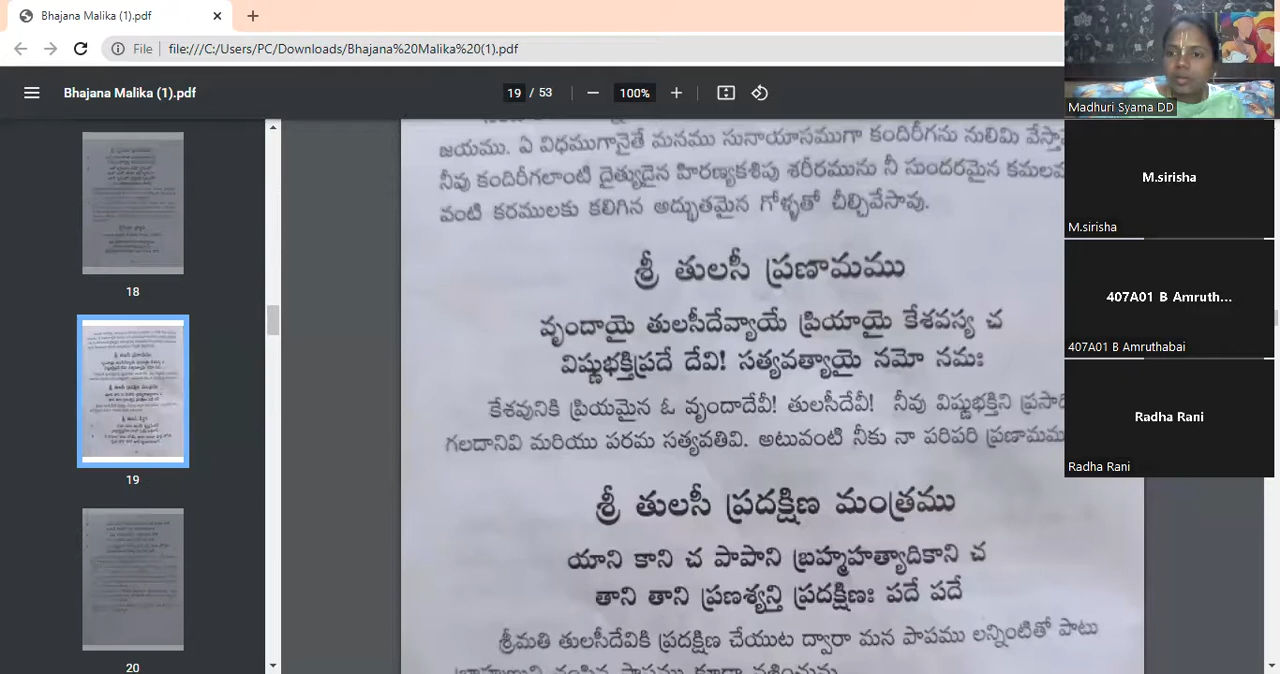 Bhajana Malika (1).pdf
File
file:///C:/Users/PC/Downloads/Bhajana%20Malika%20(1).pdf
Bhajana Malika (1).pdf
19 / 53
100%
18
19
20
జయము. ఏ విధముగానైతే మనము సునాయాసముగా కందిరీగను నులిమి
నీవు కందిరీగలాంటి దైత్యుడైన హిరణ్యకశిపు శరీరమును నీ సుందరమైన
వంటి కరములకు కలిగిన అద్భుతమైన గోళ్ళతో చీల్చివేసావు.
శ్రీ తులసీ ప్రణామము
వృందాయై తులసీదేవ్యాయే ప్రియాయై కేశవస్య చ
విష్ణుభక్తిప్రదే దేవి! సత్యవత్యాయై నమో నమః
కేశవునికి ప్రియమైన ఓ వృందాదేవీ! తులసీదేవీ! నీవు విష్ణుభక్తిని
గలదానివి మరియు పరమ సత్యవతివి. అటువంటి నీకు నా పరిపరి
శ్రీ తులసీ ప్రదక్షిణ మంత్రము
యాని కాని చ పాపాని బ్రహ్మహత్యాదికాని చ
తాని తాని ప్రణశ్యన్తి ప్రదక్షిణః పదే పదే
శ్రీమతి తులసీదేవికి ప్రదక్షిణ చేయుట ద్వారా మన పాపము లన్నింటితో పాటు
Madhuri Syama DD
M.sirisha
M.sirisha
407A01 B Amruth...
407A01 B Amruthabai
Radha Rani
Radha Rani